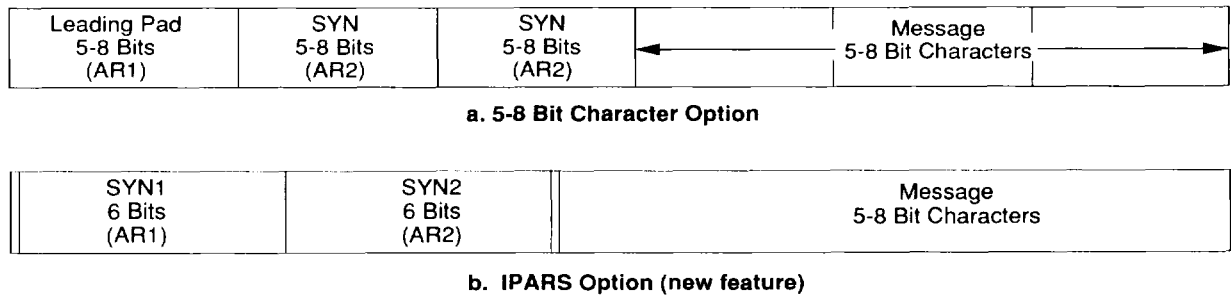 Leading Pad
5-8 Bits
(AR1)
SYN
5-8 Bits
(AR2)
SYN
5-8 Bits
(AR2)
Message
5-8 Bit Characters
a. 5-8 Bit Character Option
SYN1
6 Bits
(AR1)
SYN2
6 Bits
(AR2)
Message
5-8 Bit Characters
b. IPARS Option (new feature)